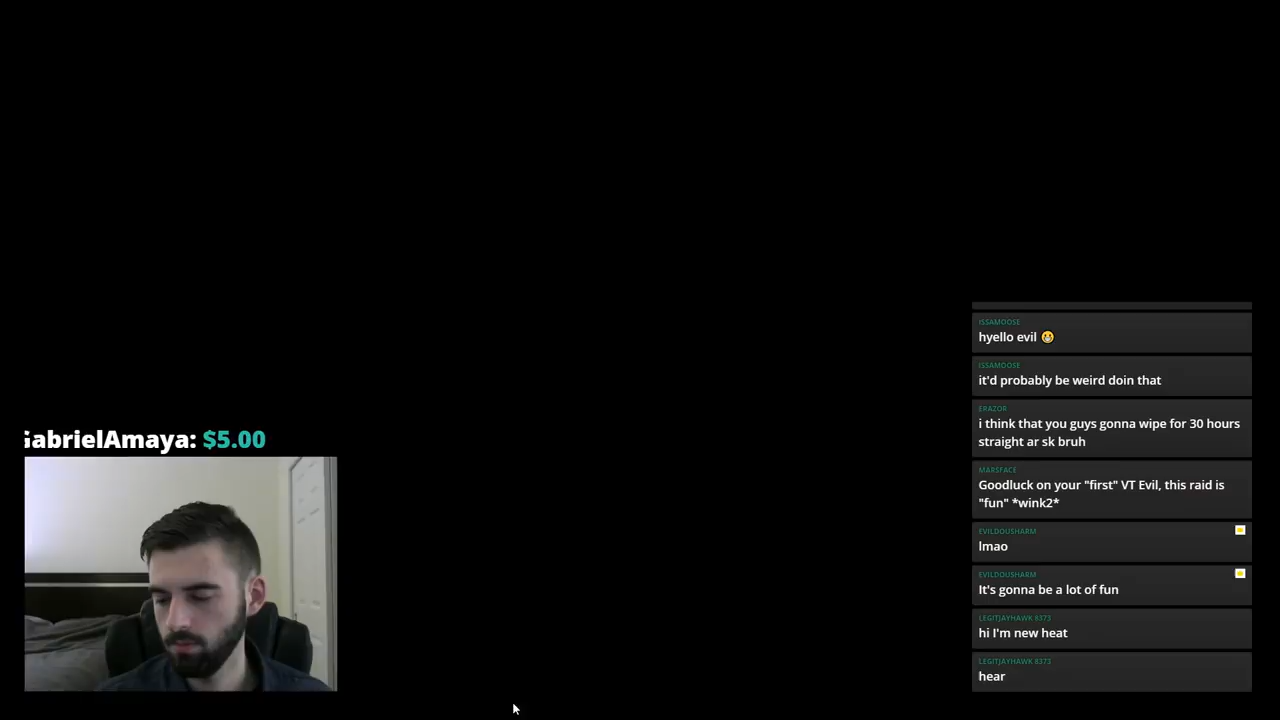 GabrielAmaya: $5.00
ISSAMOOSE
hyello evil
ISSAMOOSE
it'd probably be weird doin that
ERAZOR
i think that you guys gonna wipe for 30 hours
straight ar sk bruh
MARSFACE
Goodluck on your "first" VT Evil, this raid is
"fun" *wink2*
EVILDOUSHARM
lmao
EVILDOUSHARM
It's gonna be a lot of fun
LEGITJAYHAWK 8373
hi I'm new heat
LEGITJAYHAWK 8373
hear